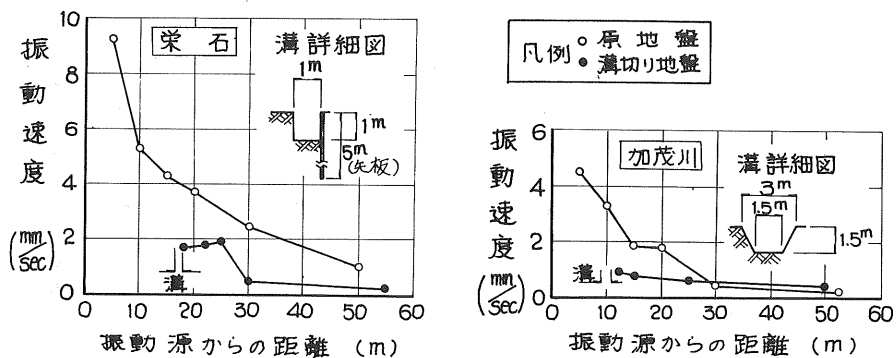 栄石
溝詳細図
1m
1m
5m
(矢板)
溝
振動速度
(mm/sec)
10
8
6
4
2
0
0 10 20 30 40 50 60
振動源からの距離 (m)
凡例
○ 原地盤
● 溝切り地盤
加茂川
溝詳細図
3m
1.5m
1.5m
溝
振動速度
(mm/sec)
6
4
2
0
0 10 20 30 40 50 60
振動源からの距離 (m)